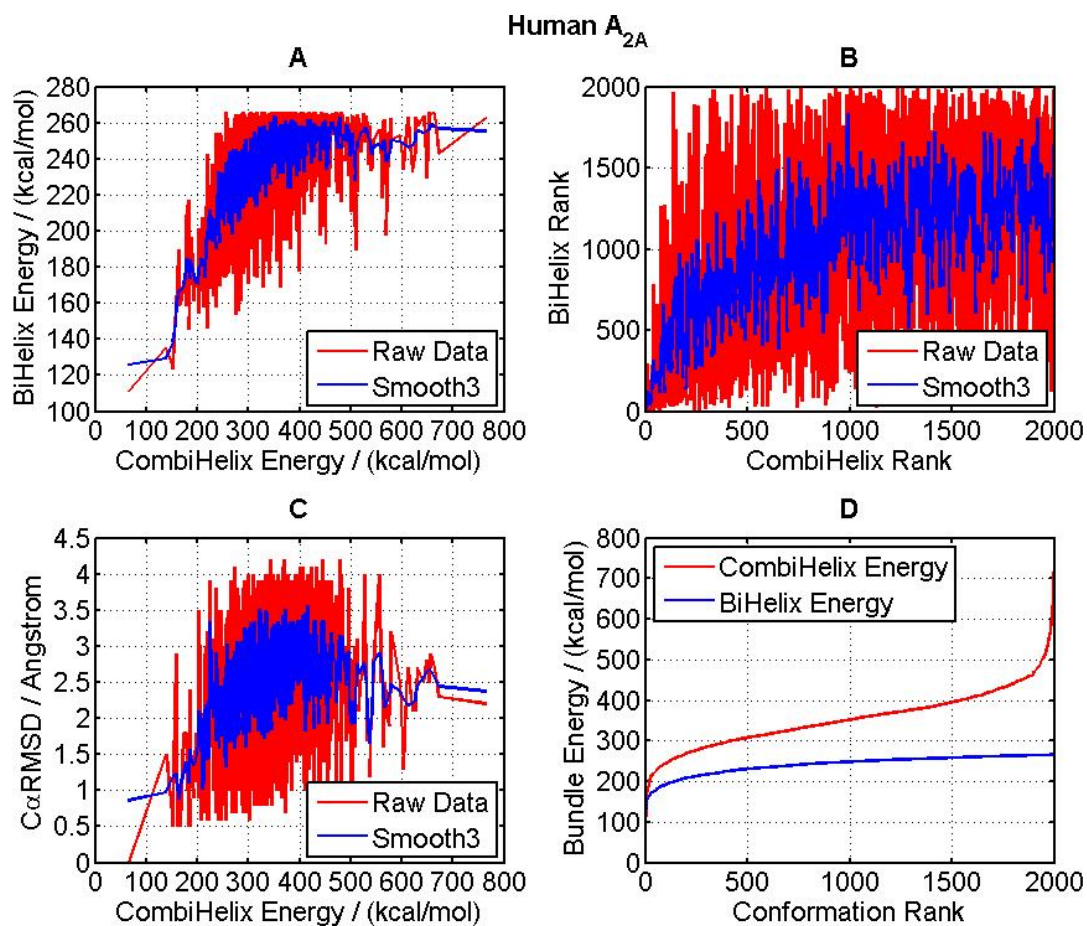 Human A2A
A
BiHelix Energy / (kcal/mol)
280
260
240
220
200
180
160
140
120
100
Raw Data
Smooth3
0 100 200 300 400 500 600 700 800
CombiHelix Energy / (kcal/mol)
B
BiHelix Rank
2000
1500
1000
500
0
Raw Data
Smooth3
0 500 1000 1500 2000
CombiHelix Rank
C
CαRMSD / Angstrom
4.5
4
3.5
3
2.5
2
1.5
1
0.5
0
Raw Data
Smooth3
0 100 200 300 400 500 600 700 800
CombiHelix Energy / (kcal/mol)
D
Bundle Energy / (kcal/mol)
800
700
600
500
400
300
200
100
0
CombiHelix Energy
BiHelix Energy
0 500 1000 1500 2000
Conformation Rank